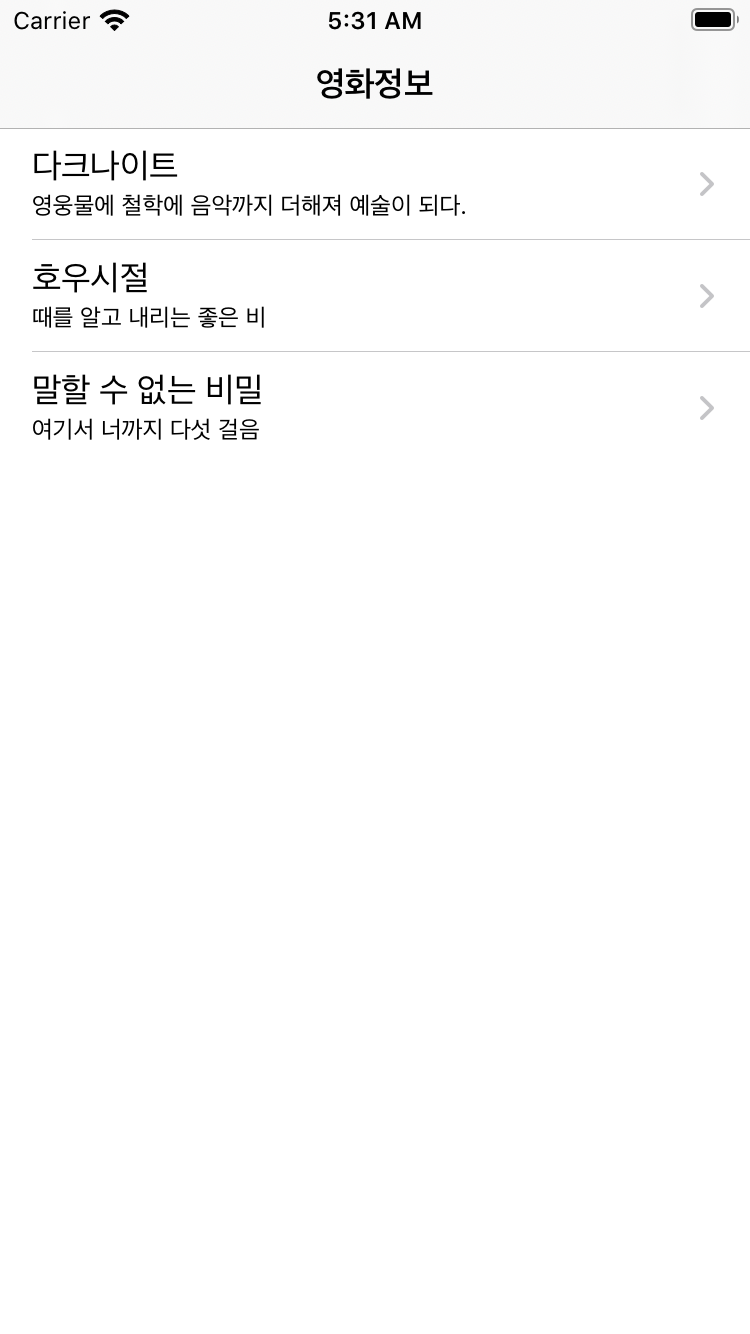 Carrier 5:31 AM
영화정보
다크나이트
영웅물에 철학에 음악까지 더해져 예술이 되다.
호우시절
때를 알고 내리는 좋은 비
말할 수 없는 비밀
여기서 너까지 다섯 걸음